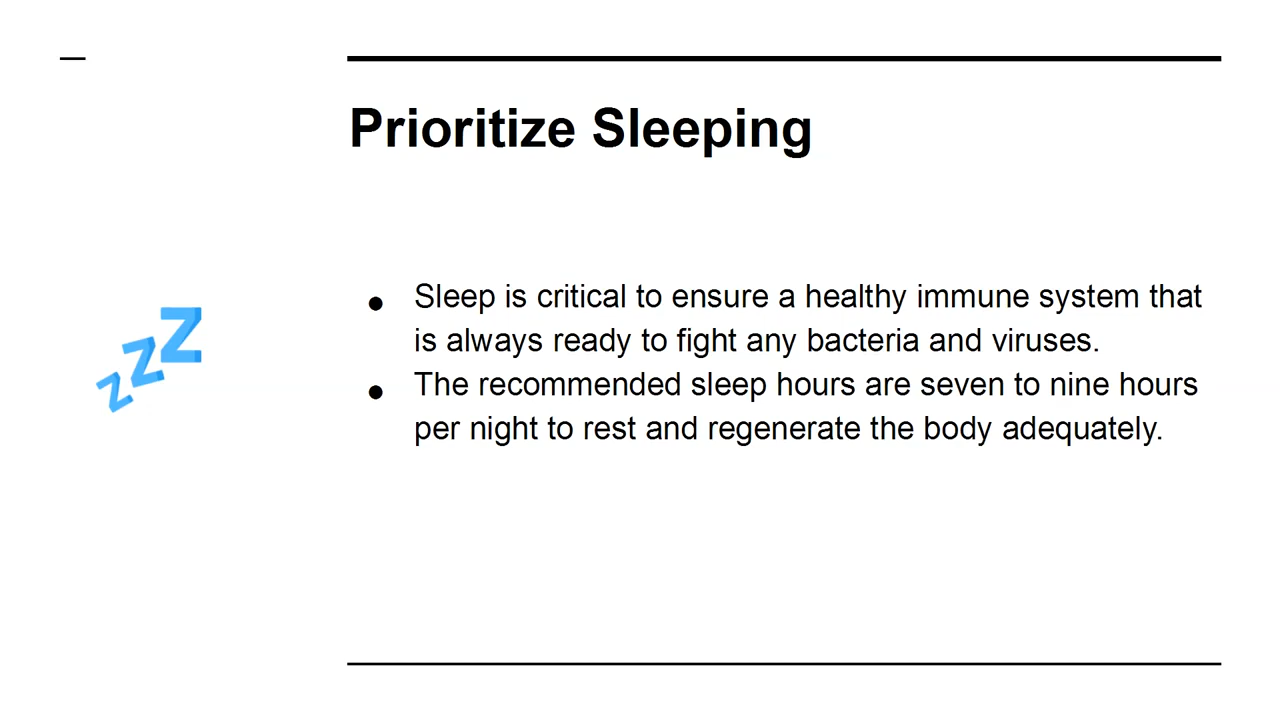 Prioritize Sleeping
zzZ
● Sleep is critical to ensure a healthy immune system that
is always ready to fight any bacteria and viruses.
● The recommended sleep hours are seven to nine hours
per night to rest and regenerate the body adequately.